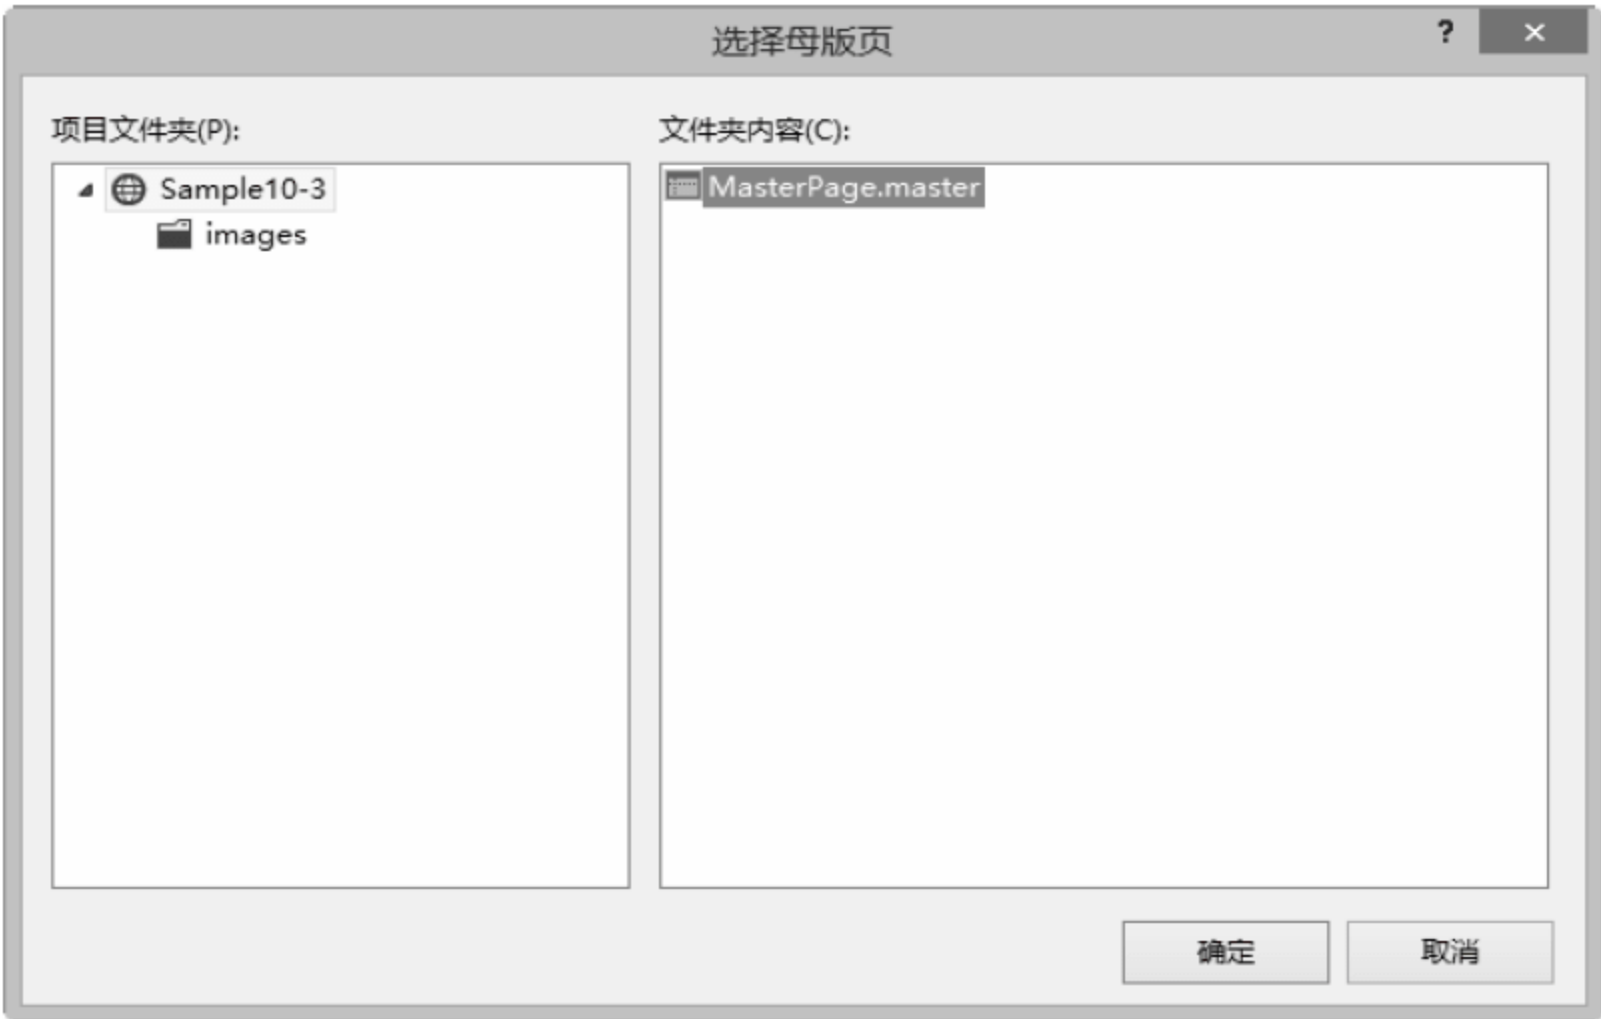 选择母版页
?
项目文件夹(P):
文件夹内容(C):
Sample10-3
images
MasterPage.master
确定
取消